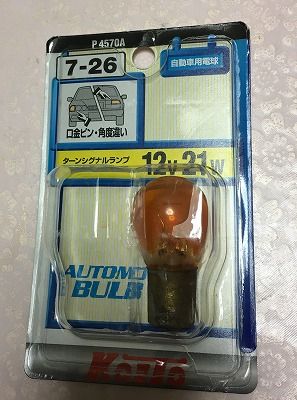 P4570A
7-26
自動車用電球
口金ピン・角度違い
ターンシグナルランプ
12V 21W
AUTOMO
BULB
Koito